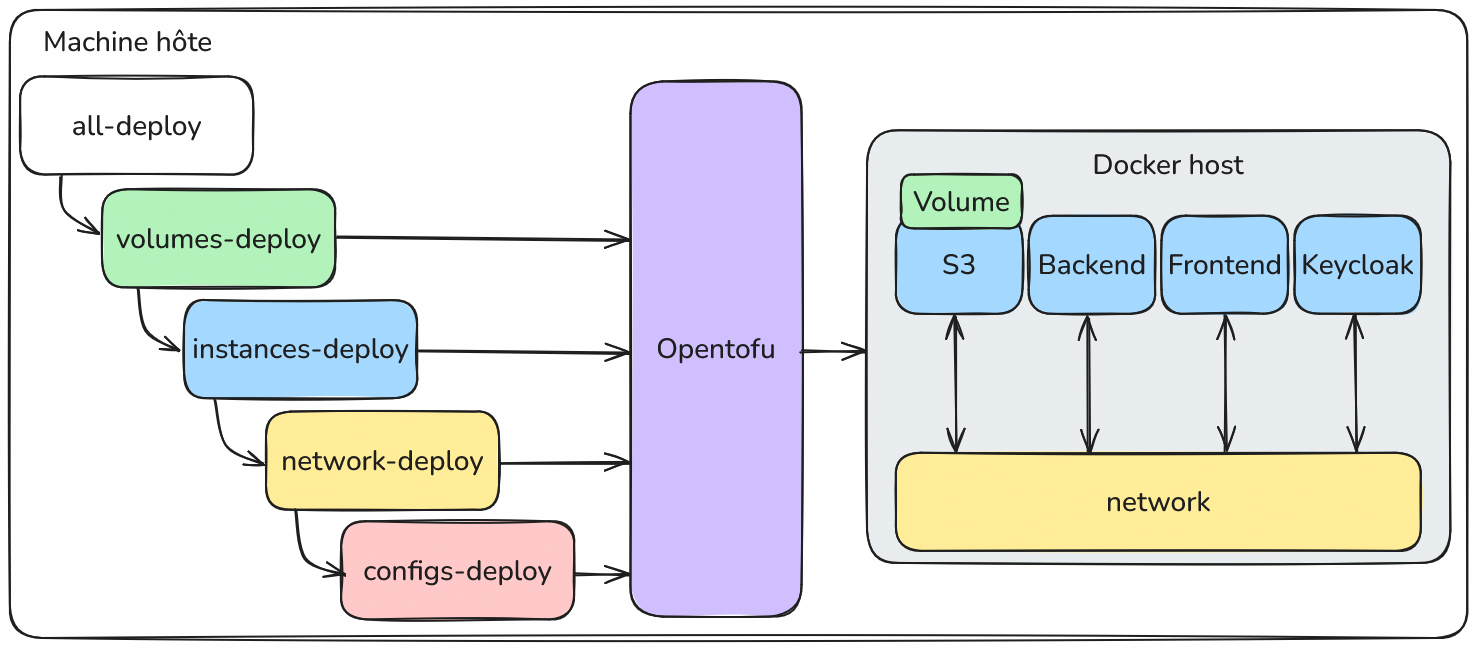 Machine hôte
all-deploy
volumes-deploy
instances-deploy
network-deploy
configs-deploy
Opentofu
Docker host
Volume
S3
Backend
Frontend
Keycloak
network